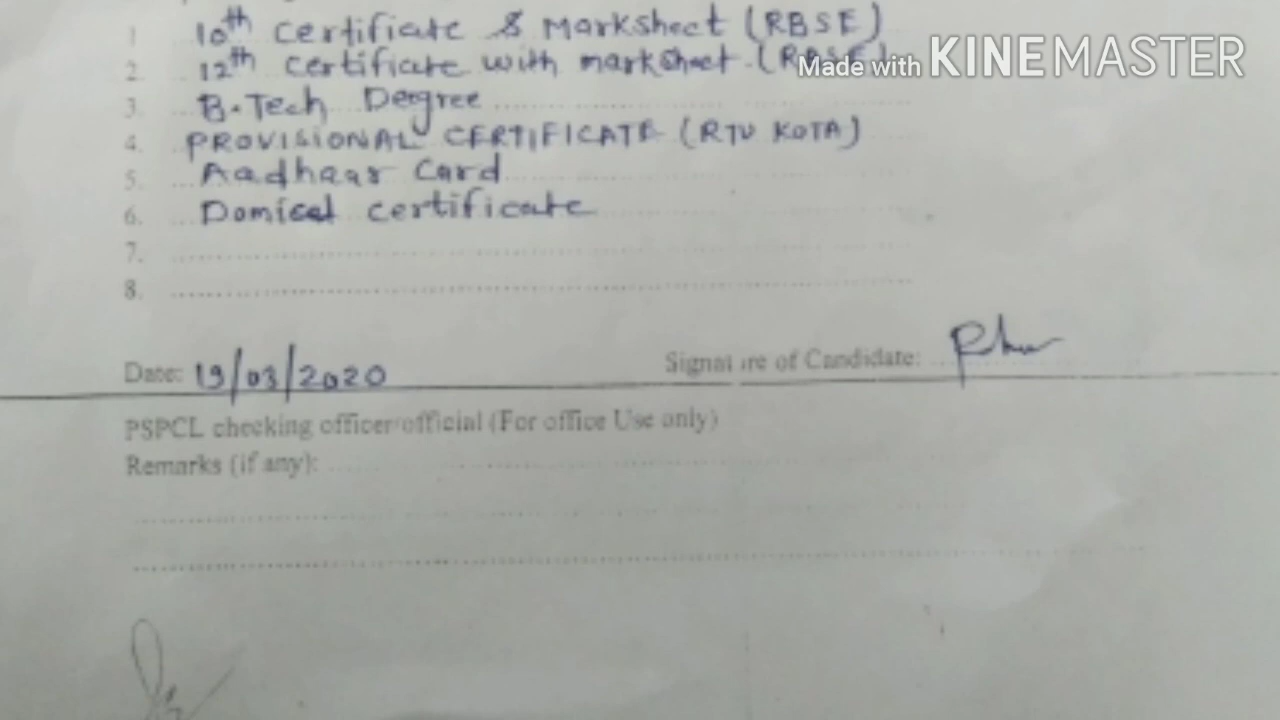 1 10th Certificate & Marksheet (RBSE)
2. 12th certificate with marksheet (RBSE)
Made with KINEMASTER
3. B.Tech Degree
4. PROVISIONAL CERTIFICATE (RTU KOTA)
5. Aadhaar Card
6. Domical certificate
7.
8.
Date: 19/03/2020 Signature of Candidate:
PSPCL checking officer/official (For office Use only)
Remarks (if any):